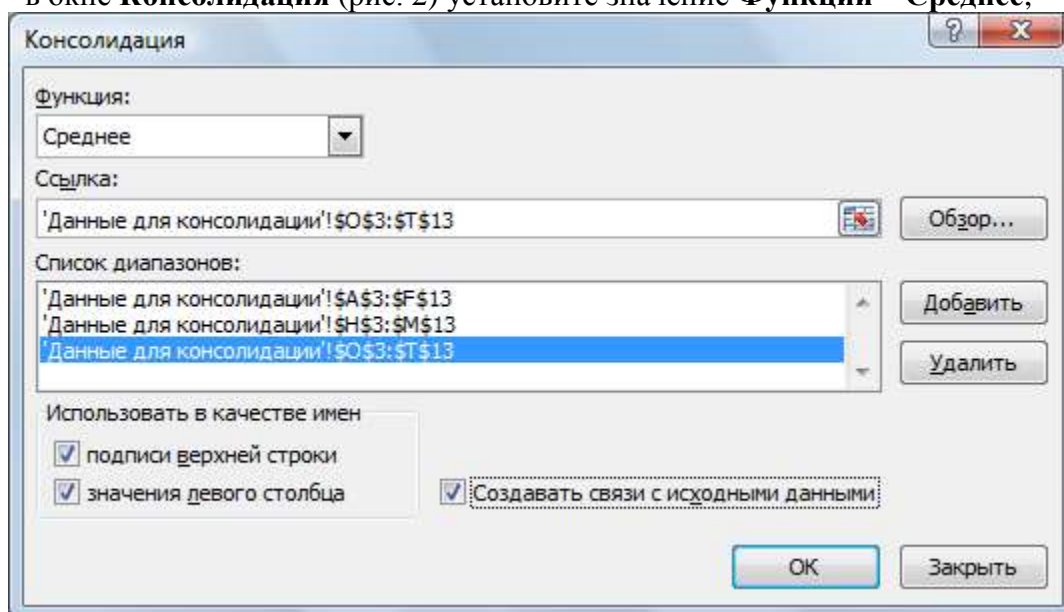 в окне Консолидация (рис. 2) установите значение Функции – Среднее;
Консолидация
Функция:
Среднее
Ссылка:
'Данные для консолидации'!$O$3:$T$13
Обзор...
Список диапазонов:
'Данные для консолидации'!$A$3:$F$13
'Данные для консолидации'!$H$3:$M$13
'Данные для консолидации'!$O$3:$T$13
Добавить
Удалить
Использовать в качестве имен
подписи верхней строки
значения левого столбца
Создавать связи с исходными данными
OK
Закрыть